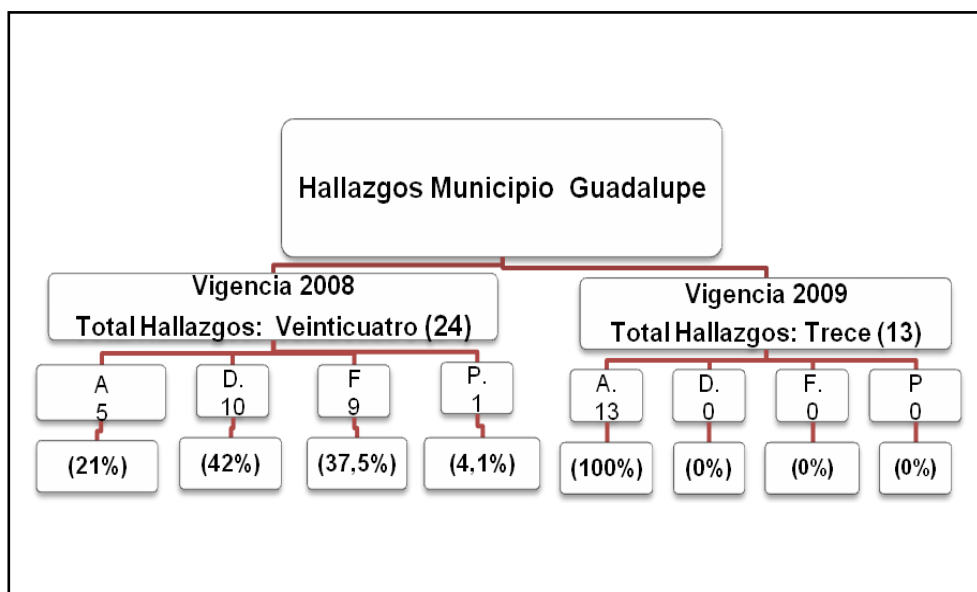 Hallazgos Municipio Guadalupe
Vigencia 2008
Total Hallazgos: Veinticuatro (24)
Vigencia 2009
Total Hallazgos: Trece (13)
A
5
D.
10
F
9
P.
1
A.
13
D.
0
F.
0
P
0
(21%)
(42%)
(37,5%)
(4,1%)
(100%)
(0%)
(0%)
(0%)